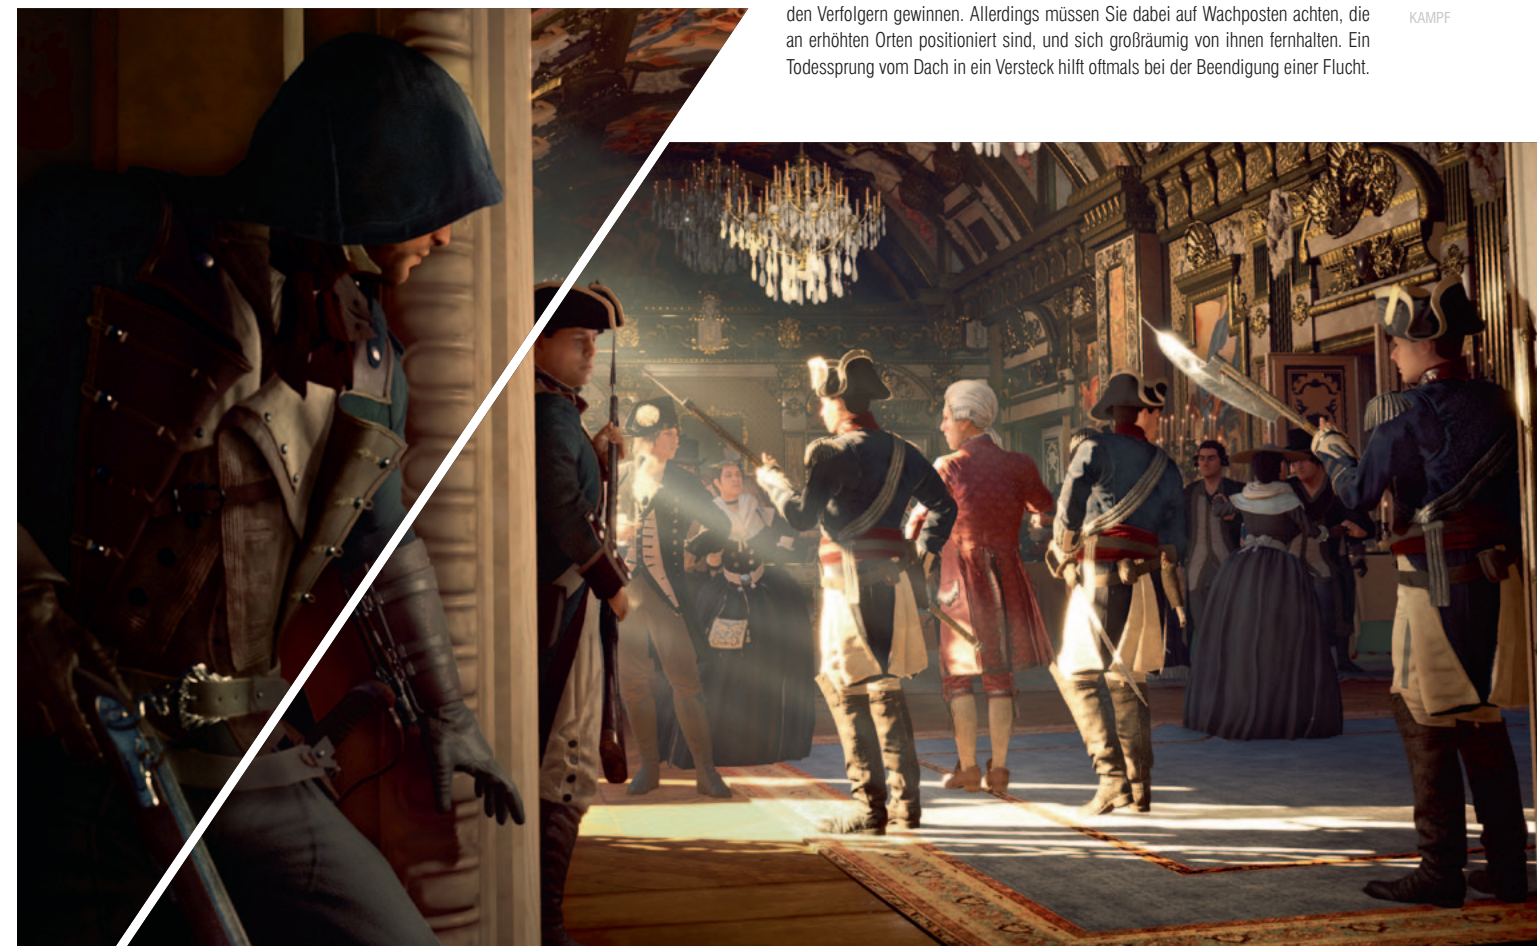 den Verfolgern gewinnen. Allerdings müssen Sie dabei auf Wachposten achten, die
an erhöhten Orten positioniert sind, und sich großräumig von ihnen fernhalten. Ein
Todessprung vom Dach in ein Versteck hilft oftmals bei der Beendigung einer Flucht.
KAMPF